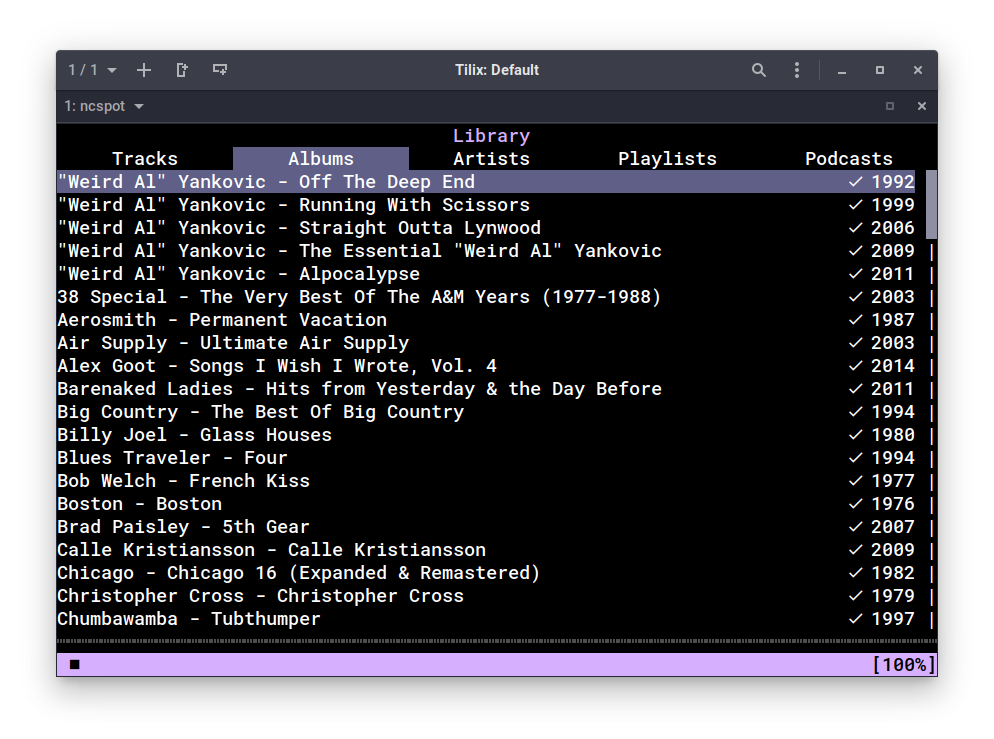 1 / 1 Tilix: Default
1: ncspot
Library
Tracks Albums Artists Playlists Podcasts
"Weird Al" Yankovic - Off The Deep End ✓ 1992
"Weird Al" Yankovic - Running With Scissors ✓ 1999
"Weird Al" Yankovic - Straight Outta Lynwood ✓ 2006
"Weird Al" Yankovic - The Essential "Weird Al" Yankovic ✓ 2009 |
"Weird Al" Yankovic - Alpocalypse ✓ 2011 |
38 Special - The Very Best Of The A&M Years (1977-1988) ✓ 2003 |
Aerosmith - Permanent Vacation ✓ 1987 |
Air Supply - Ultimate Air Supply ✓ 2003 |
Alex Goot - Songs I Wish I Wrote, Vol. 4 ✓ 2014 |
Barenaked Ladies - Hits from Yesterday & the Day Before ✓ 2011 |
Big Country - The Best Of Big Country ✓ 1994 |
Billy Joel - Glass Houses ✓ 1980 |
Blues Traveler - Four ✓ 1994 |
Bob Welch - French Kiss ✓ 1977 |
Boston - Boston ✓ 1976 |
Brad Paisley - 5th Gear ✓ 2007 |
Calle Kristiansson - Calle Kristiansson ✓ 2009 |
Chicago - Chicago 16 (Expanded & Remastered) ✓ 1982 |
Christopher Cross - Christopher Cross ✓ 1979 |
Chumbawamba - Tubthumper ✓ 1997 |
[100%]